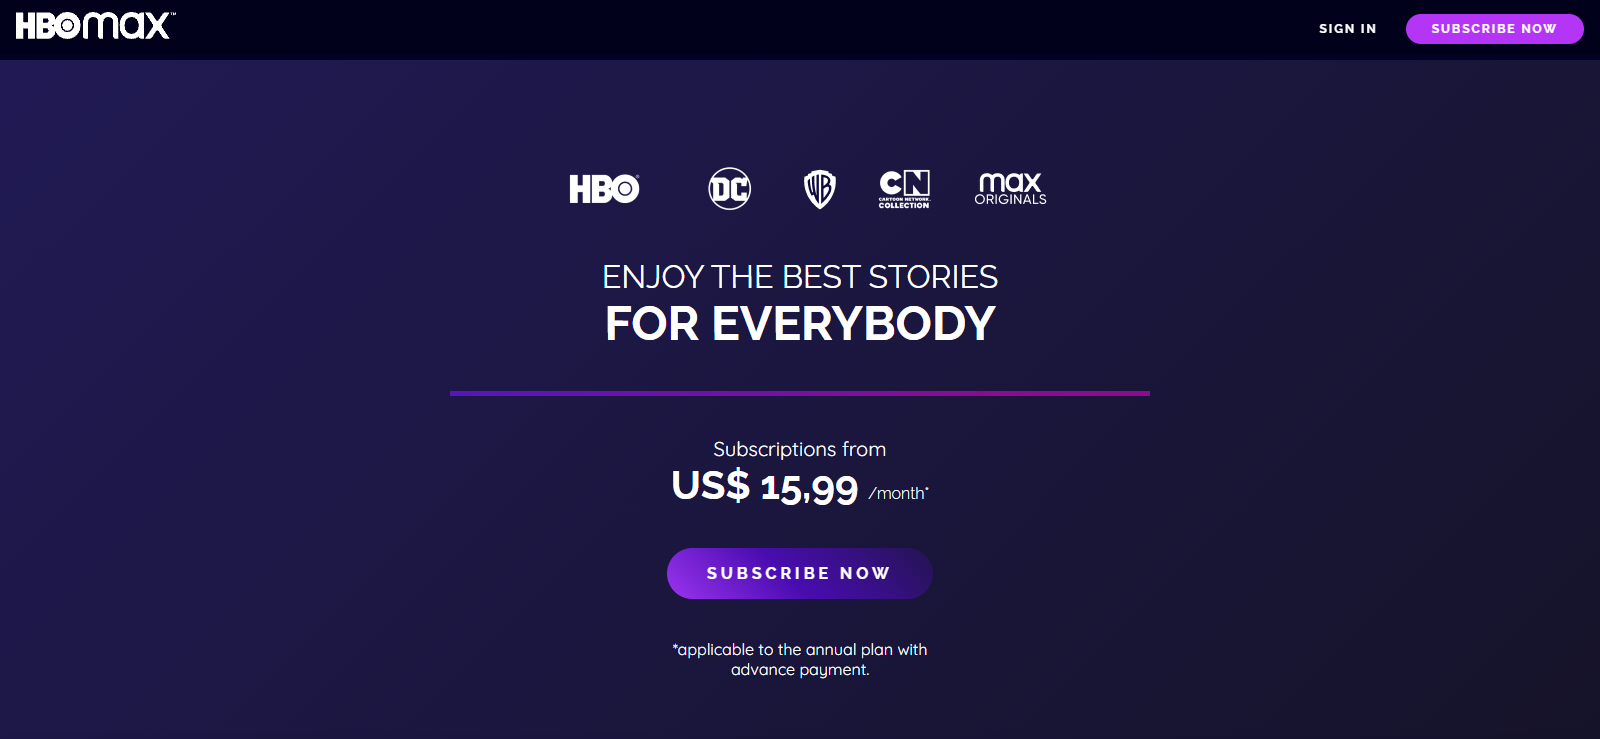 HBOmax™
SIGN IN
SUBSCRIBE NOW
HBO®
DC
WB
CN
CARTOON NETWORK
COLLECTION
max
ORIGINALS
ENJOY THE BEST STORIES
FOR EVERYBODY
Subscriptions from
US$ 15,99 /month*
SUBSCRIBE NOW
*applicable to the annual plan with
advance payment.